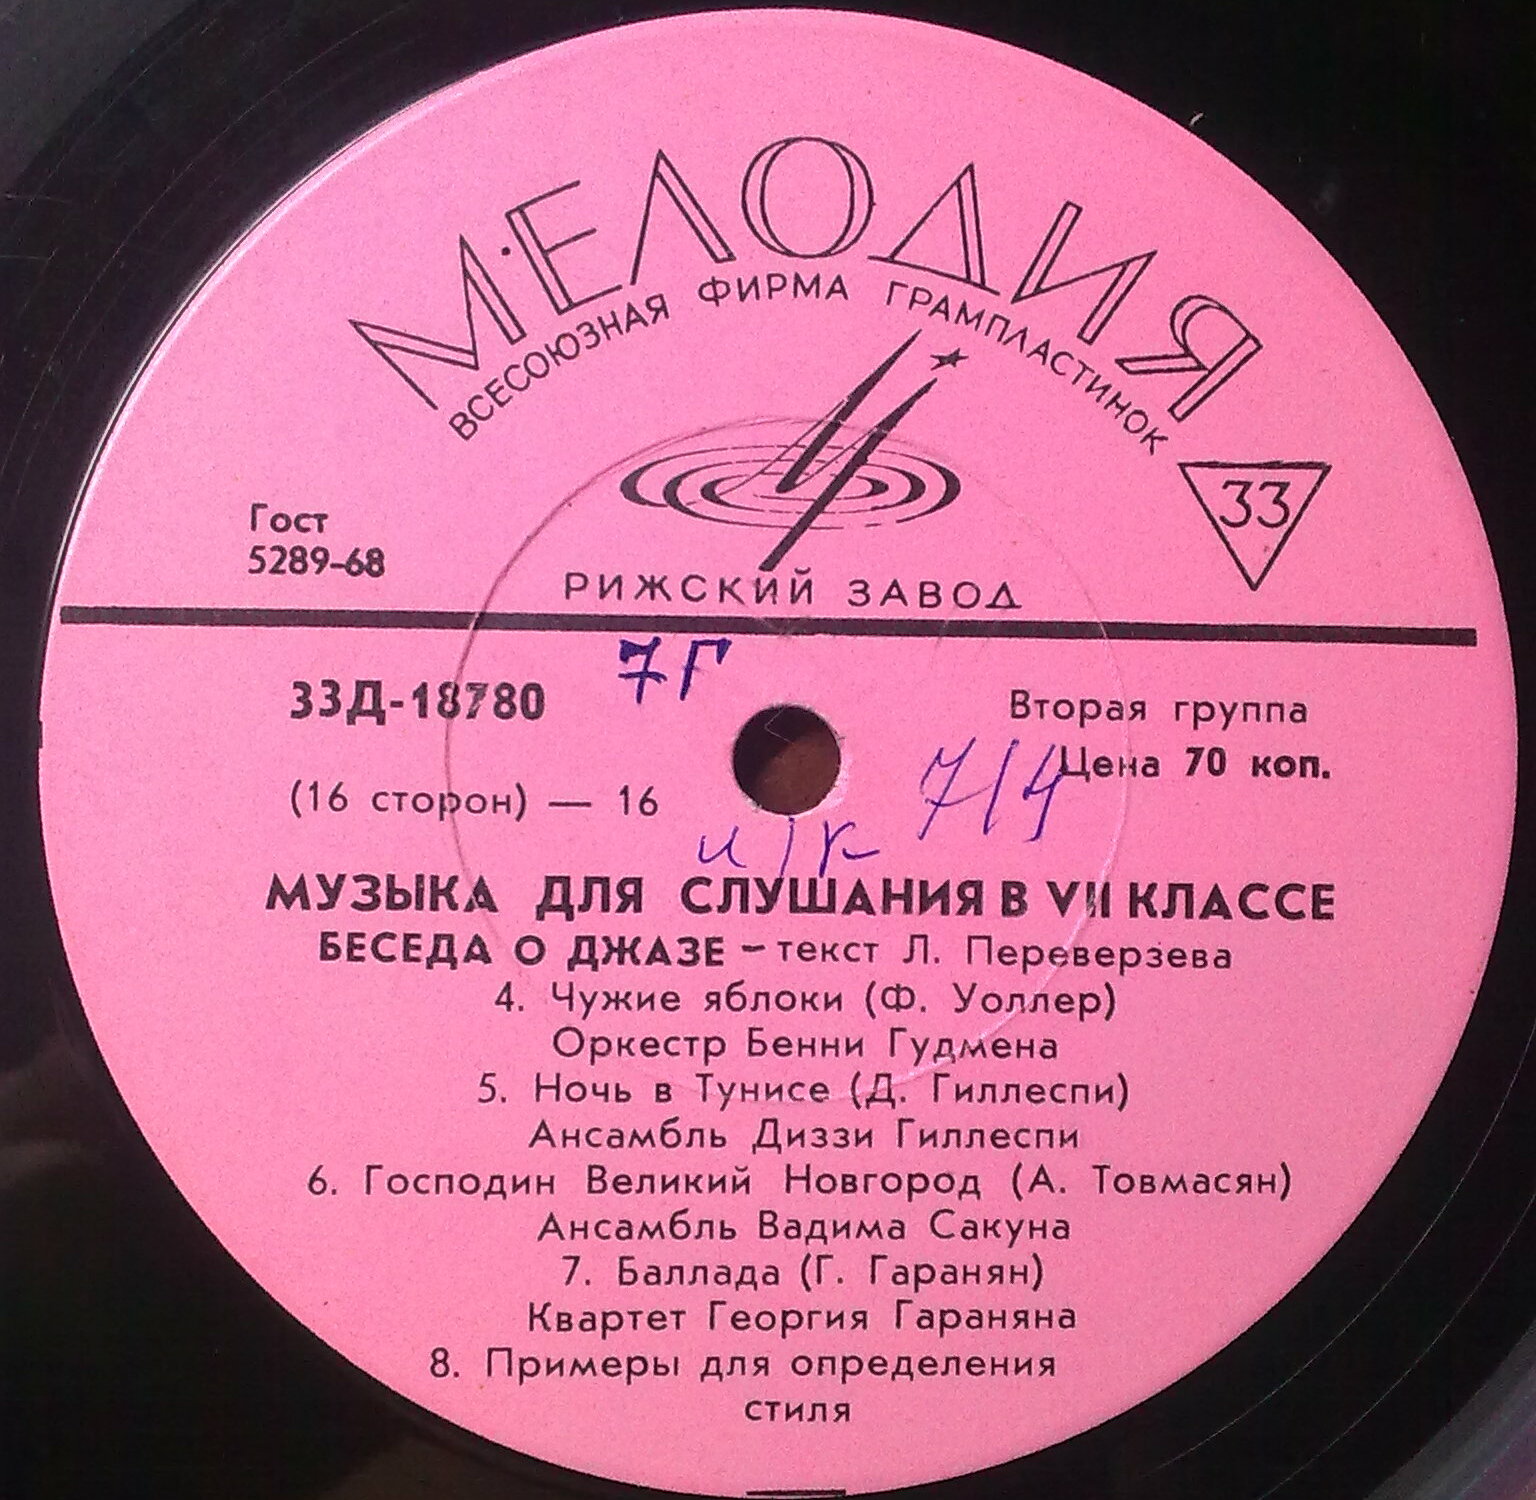 МЕЛОДИЯ
ВСЕСОЮЗНАЯ ФИРМА ГРАМПЛАСТИНОК
33
Гост
5289-68
РИЖСКИЙ ЗАВОД
7Г
33Д-18780
Вторая группа
Цена 70 коп.
7/4
(16 сторон) — 16
МУЗЫКА ДЛЯ СЛУШАНИЯ В VII КЛАССЕ
БЕСЕДА О ДЖАЗЕ – текст Л. Переверзева
4. Чужие яблоки (Ф. Уоллер)
Оркестр Бенни Гудмена
5. Ночь в Тунисе (Д. Гиллеспи)
Ансамбль Диззи Гиллеспи
6. Господин Великий Новгород (А. Товмасян)
Ансамбль Вадима Сакуна
7. Баллада (Г. Гаранян)
Квартет Георгия Гараняна
8. Примеры для определения
стиля